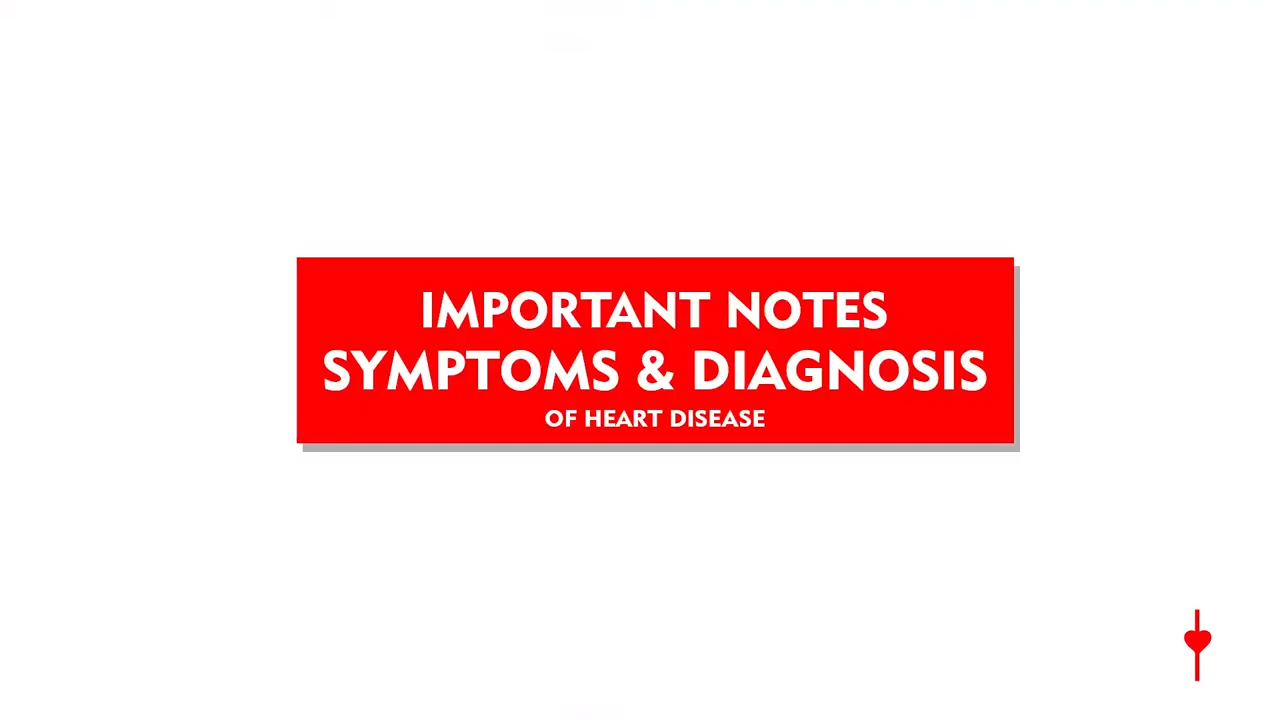 IMPORTANT NOTES
SYMPTOMS & DIAGNOSIS
OF HEART DISEASE